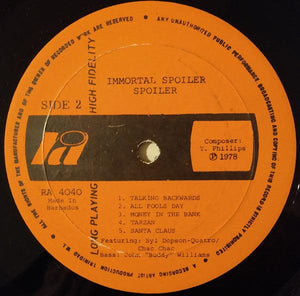 ALL THE RIGHTS OF THE MANUFACTURER AND OF THE OWNER OF RECORDED WORK ARE RESERVED • ANY UNAUTHORISED PUBLIC PERFORMANCE BROADCASTING AND COPYING OF THIS RECORD IS STRICTLY PROHIBITED.
IMMORTAL SPOILER
SPOILER
SIDE 2
HIGH FIDELITY
LONG PLAYING
ra
RA 4040
Made In
Barbados
Composer:
T. Phillips
℗ 1978
1. TALKING BACKWARDS
2. ALL FOOLS DAY
3. MONEY IN THE BANK
4. TARZAN
5. SANTA CLAUS
Featuring: Syl Dopson-Quatro/
Chac Chac
Bass: John "Buddy" Williams
A RECORDING ARTIST PRODUCTION TRINIDAD, W.I.